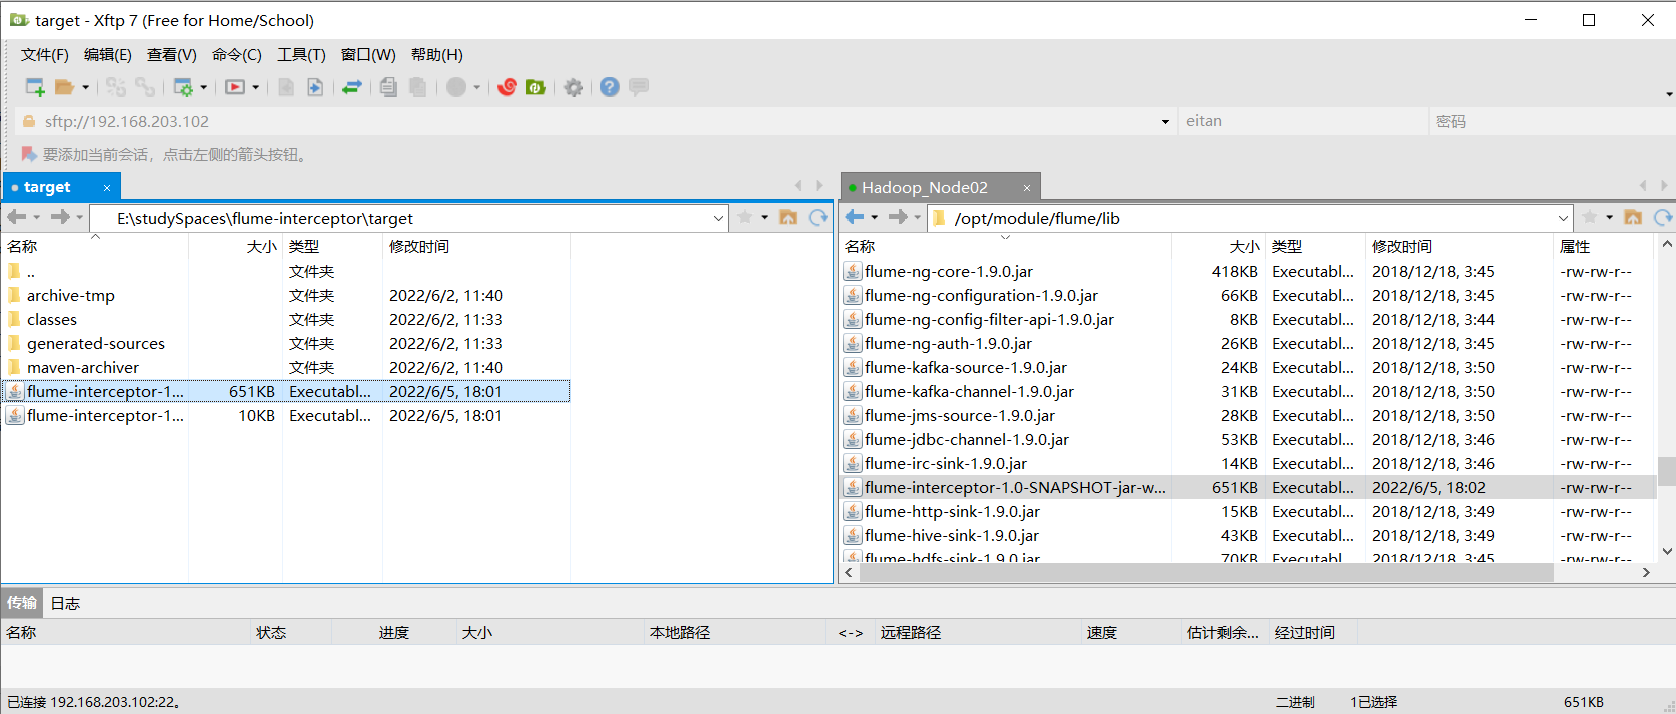 target - Xftp 7 (Free for Home/School)
文件(F) 编辑(E) 查看(V) 命令(C) 工具(T) 窗口(W) 帮助(H)
sftp://192.168.203.102 eitan 密码
要添加当前会话，点击左侧的箭头按钮。
target ×
E:\studySpaces\flume-interceptor\target
名称 大小 类型 修改时间
.. 文件夹
archive-tmp 文件夹 2022/6/2, 11:40
classes 文件夹 2022/6/2, 11:33
generated-sources 文件夹 2022/6/2, 11:33
maven-archiver 文件夹 2022/6/2, 11:40
flume-interceptor-1... 651KB Executabl... 2022/6/5, 18:01
flume-interceptor-1... 10KB Executabl... 2022/6/5, 18:01
Hadoop_Node02 ×
/opt/module/flume/lib
名称 大小 类型 修改时间 属性
flume-ng-core-1.9.0.jar 418KB Executabl... 2018/12/18, 3:45 -rw-rw-r--
flume-ng-configuration-1.9.0.jar 66KB Executabl... 2018/12/18, 3:45 -rw-rw-r--
flume-ng-config-filter-api-1.9.0.jar 8KB Executabl... 2018/12/18, 3:44 -rw-rw-r--
flume-ng-auth-1.9.0.jar 26KB Executabl... 2018/12/18, 3:45 -rw-rw-r--
flume-kafka-source-1.9.0.jar 24KB Executabl... 2018/12/18, 3:50 -rw-rw-r--
flume-kafka-channel-1.9.0.jar 31KB Executabl... 2018/12/18, 3:50 -rw-rw-r--
flume-jms-source-1.9.0.jar 28KB Executabl... 2018/12/18, 3:50 -rw-rw-r--
flume-jdbc-channel-1.9.0.jar 53KB Executabl... 2018/12/18, 3:46 -rw-rw-r--
flume-irc-sink-1.9.0.jar 14KB Executabl... 2018/12/18, 3:46 -rw-rw-r--
flume-interceptor-1.0-SNAPSHOT-jar-w... 651KB Executabl... 2022/6/5, 18:02 -rw-rw-r--
flume-http-sink-1.9.0.jar 15KB Executabl... 2018/12/18, 3:49 -rw-rw-r--
flume-hive-sink-1.9.0.jar 43KB Executabl... 2018/12/18, 3:49 -rw-rw-r--
flume-hdfs-sink-1.9.0.jar 70KB Executabl... 2018/12/18, 3:45 -rw-rw-r--
传输 日志
名称 状态 进度 大小 本地路径 <-> 远程路径 速度 估计剩余... 经过时间
已连接 192.168.203.102:22。 二进制 1已选择 651KB